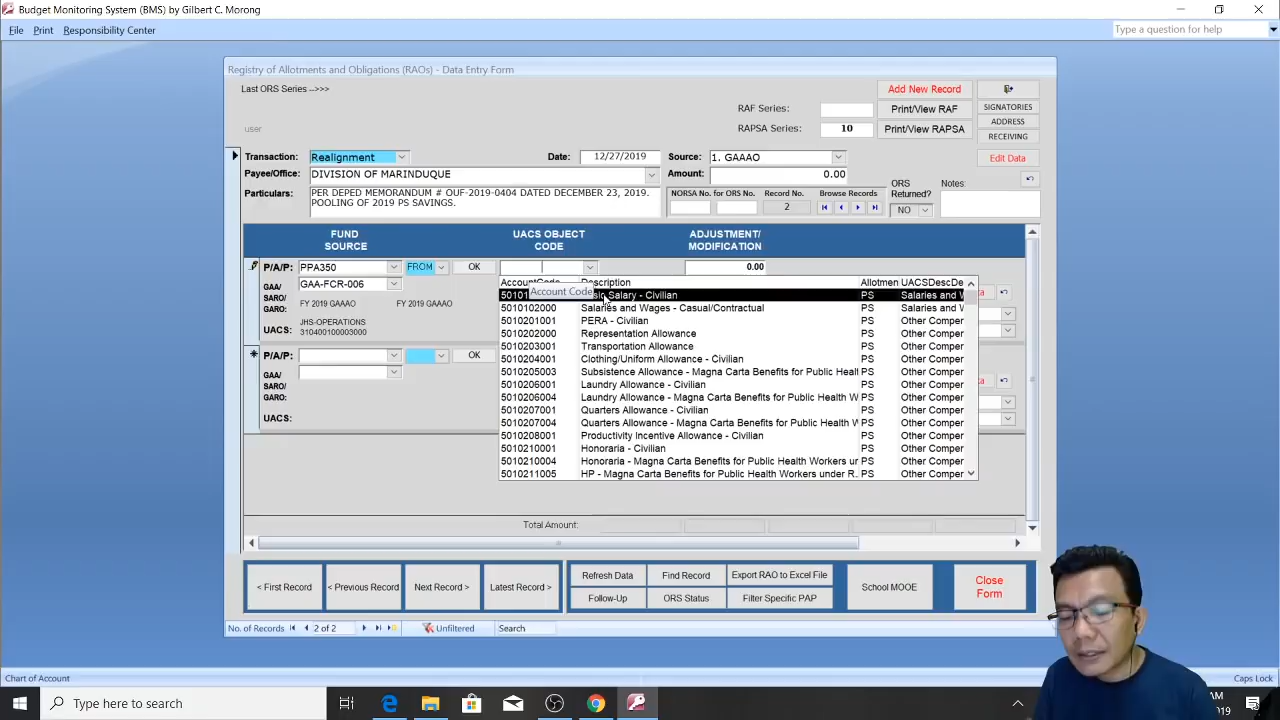 Budget Monitoring System (BMS) by Gilbert C. Morong
File Print Responsibility Center
Type a question for help
Registry of Allotments and Obligations (RAOs) - Data Entry Form
Last ORS Series -->>>
Add New Record
RAF Series:
Print/View RAF
SIGNATORIES
ADDRESS
user
RAPSA Series: 10
Print/View RAPSA
RECEIVING
Transaction: Realignment
Date: 12/27/2019
Source: 1. GAAAO
Edit Data
Payee/Office: DIVISION OF MARINDUQUE
Amount: 0.00
Particulars: PER DEPED MEMORANDUM # OUF-2019-0404 DATED DECEMBER 23, 2019.
POOLING OF 2019 PS SAVINGS.
NORSA No. for ORS No. Record No. Browse Records
2
ORS
Returned?
NO
Notes:
FUND
SOURCE
UACS OBJECT
CODE
ADJUSTMENT/
MODIFICATION
P/A/P: PPA350 FROM OK 0.00
GAA/
SARO/
GARO:
GAA-FCR-006
FY 2019 GAAAO FY 2019 GAAAO
JHS-OPERATIONS
UACS: 310400100003000
AccountCode Description Allotmen UACSDescDe
Account Code
50101 Salary - Civilian PS Salaries and W
5010102000 Salaries and Wages - Casual/Contractual PS Salaries and W
5010201001 PERA - Civilian PS Other Comper
5010202000 Representation Allowance PS Other Comper
5010203001 Transportation Allowance PS Other Comper
5010204001 Clothing/Uniform Allowance - Civilian PS Other Comper
5010205003 Subsistence Allowance - Magna Carta Benefits for Public Healt PS Other Comper
5010206001 Laundry Allowance - Civilian PS Other Comper
5010206004 Laundry Allowance - Magna Carta Benefits for Public Health W PS Other Comper
5010207001 Quarters Allowance - Civilian PS Other Comper
5010207004 Quarters Allowance - Magna Carta Benefits for Public Health W PS Other Comper
5010208001 Productivity Incentive Allowance - Civilian PS Other Comper
5010210001 Honoraria - Civilian PS Other Comper
5010210004 Honoraria - Magna Carta Benefits for Public Health Workers ur PS Other Comper
5010211005 HP - Magna Carta Benefits for Public Health Workers under R.. PS Other Comper
P/A/P: OK
GAA/
SARO/
GARO:
UACS:
Total Amount:
< First Record
< Previous Record
Next Record >
Latest Record >
Refresh Data
Find Record
Export RAO to Excel File
Follow-Up
ORS Status
Filter Specific PAP
School MOOE
Close
Form
No. of Records 2 of 2 Unfiltered Search
Chart of Account
Caps Lock
Type here to search